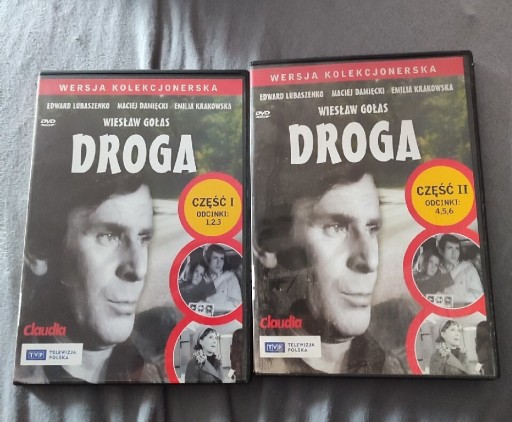 WERSJA KOLEKCJONERSKA
EDWARD LUBASZENKO MACIEJ DAMIĘCKI EMILIA KRAKOWSKA
DVD
WIESŁAW GOŁAS
DROGA
CZĘŚĆ I
ODCINKI:
1,2,3
Claudia
TVP TELEWIZJA
POLSKA
WERSJA KOLEKCJONERSKA
EDWARD LUBASZENKO MACIEJ DAMIĘCKI EMILIA KRAKOWSKA
DVD
WIESŁAW GOŁAS
DROGA
CZĘŚĆ II
ODCINKI:
4,5,6
Claudia
TVP TELEWIZJA
POLSKA